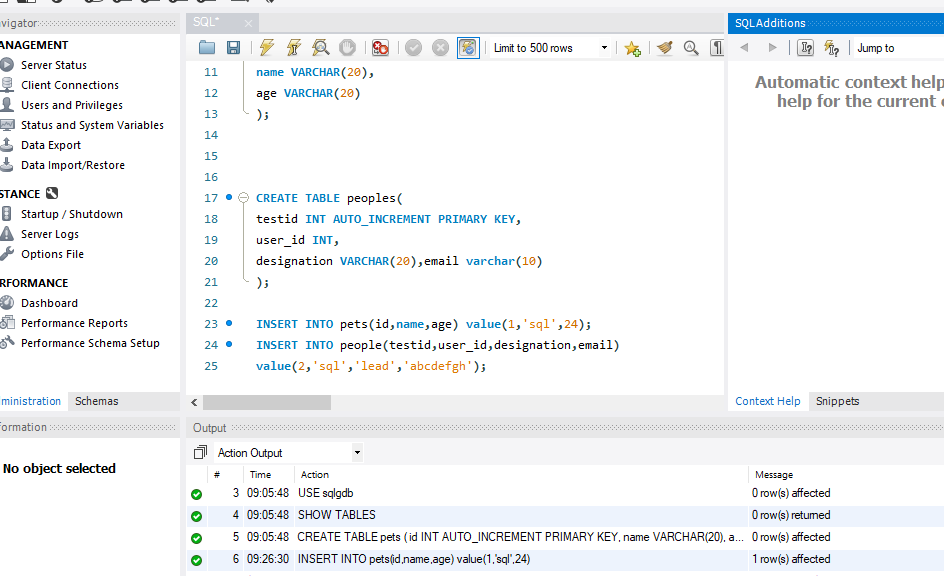 avigator
SQL*
SQLAdditions
ANAGEMENT
Server Status
Client Connections
Users and Privileges
Status and System Variables
Data Export
Data Import/Restore
STANCE
Startup / Shutdown
Server Logs
Options File
RFORMANCE
Dashboard
Performance Reports
Performance Schema Setup
ministration Schemas
Limit to 500 rows
11 name VARCHAR(20),
12 age VARCHAR(20)
13 );
14
15
16
17 CREATE TABLE peoples(
18 testid INT AUTO_INCREMENT PRIMARY KEY,
19 user_id INT,
20 designation VARCHAR(20),email varchar(10)
21 );
22
23 INSERT INTO pets(id,name,age) value(1,'sql',24);
24 INSERT INTO people(testid,user_id,designation,email)
25 value(2,'sql','lead','abcdefgh');
Jump to
Automatic context help
help for the current
Context Help Snippets
formation
No object selected
Output
Action Output
# Time Action Message
3 09:05:48 USE sqlgdb 0 row(s) affected
4 09:05:48 SHOW TABLES 0 row(s) returned
5 09:05:48 CREATE TABLE pets ( id INT AUTO_INCREMENT PRIMARY KEY, name VARCHAR(20), a... 0 row(s) affected
6 09:26:30 INSERT INTO pets(id,name,age) value(1,'sql',24) 1 row(s) affected